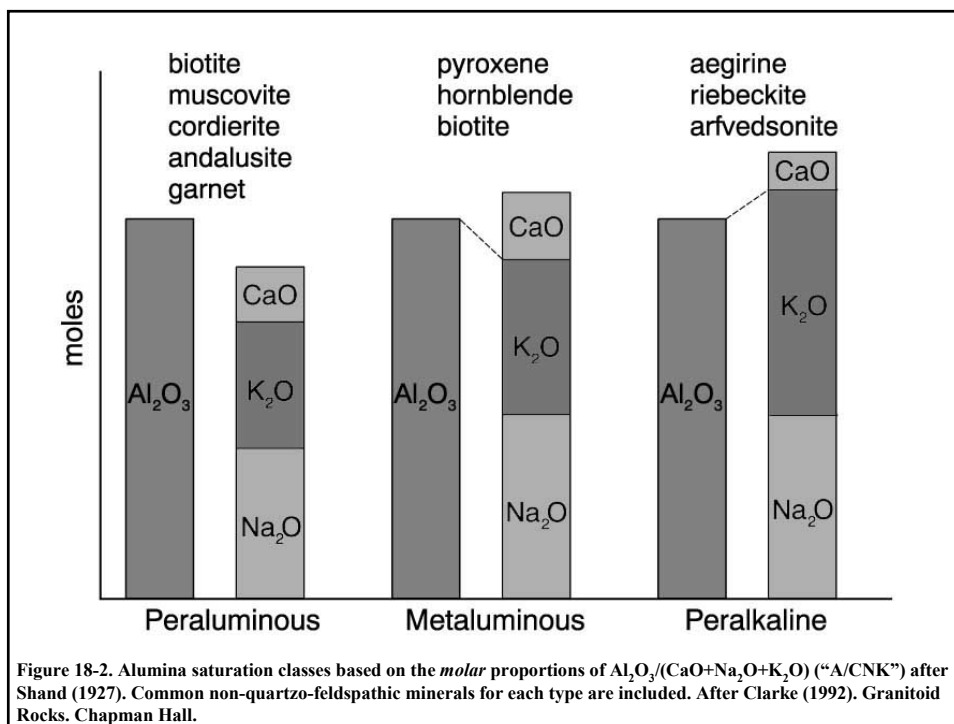 biotite
muscovite
cordierite
andalusite
garnet
pyroxene
hornblende
biotite
aegirine
riebeckite
arfvedsonite
moles
Al₂O₃
CaO
K₂O
Na₂O
Al₂O₃
CaO
K₂O
Na₂O
Al₂O₃
CaO
K₂O
Na₂O
Peraluminous
Metaluminous
Peralkaline
Figure 18-2. Alumina saturation classes based on the molar proportions of Al₂O₃/(CaO+Na₂O+K₂O) (“A/CNK”) after
Shand (1927). Common non-quartzo-feldspathic minerals for each type are included. After Clarke (1992). Granitoid
Rocks. Chapman Hall.